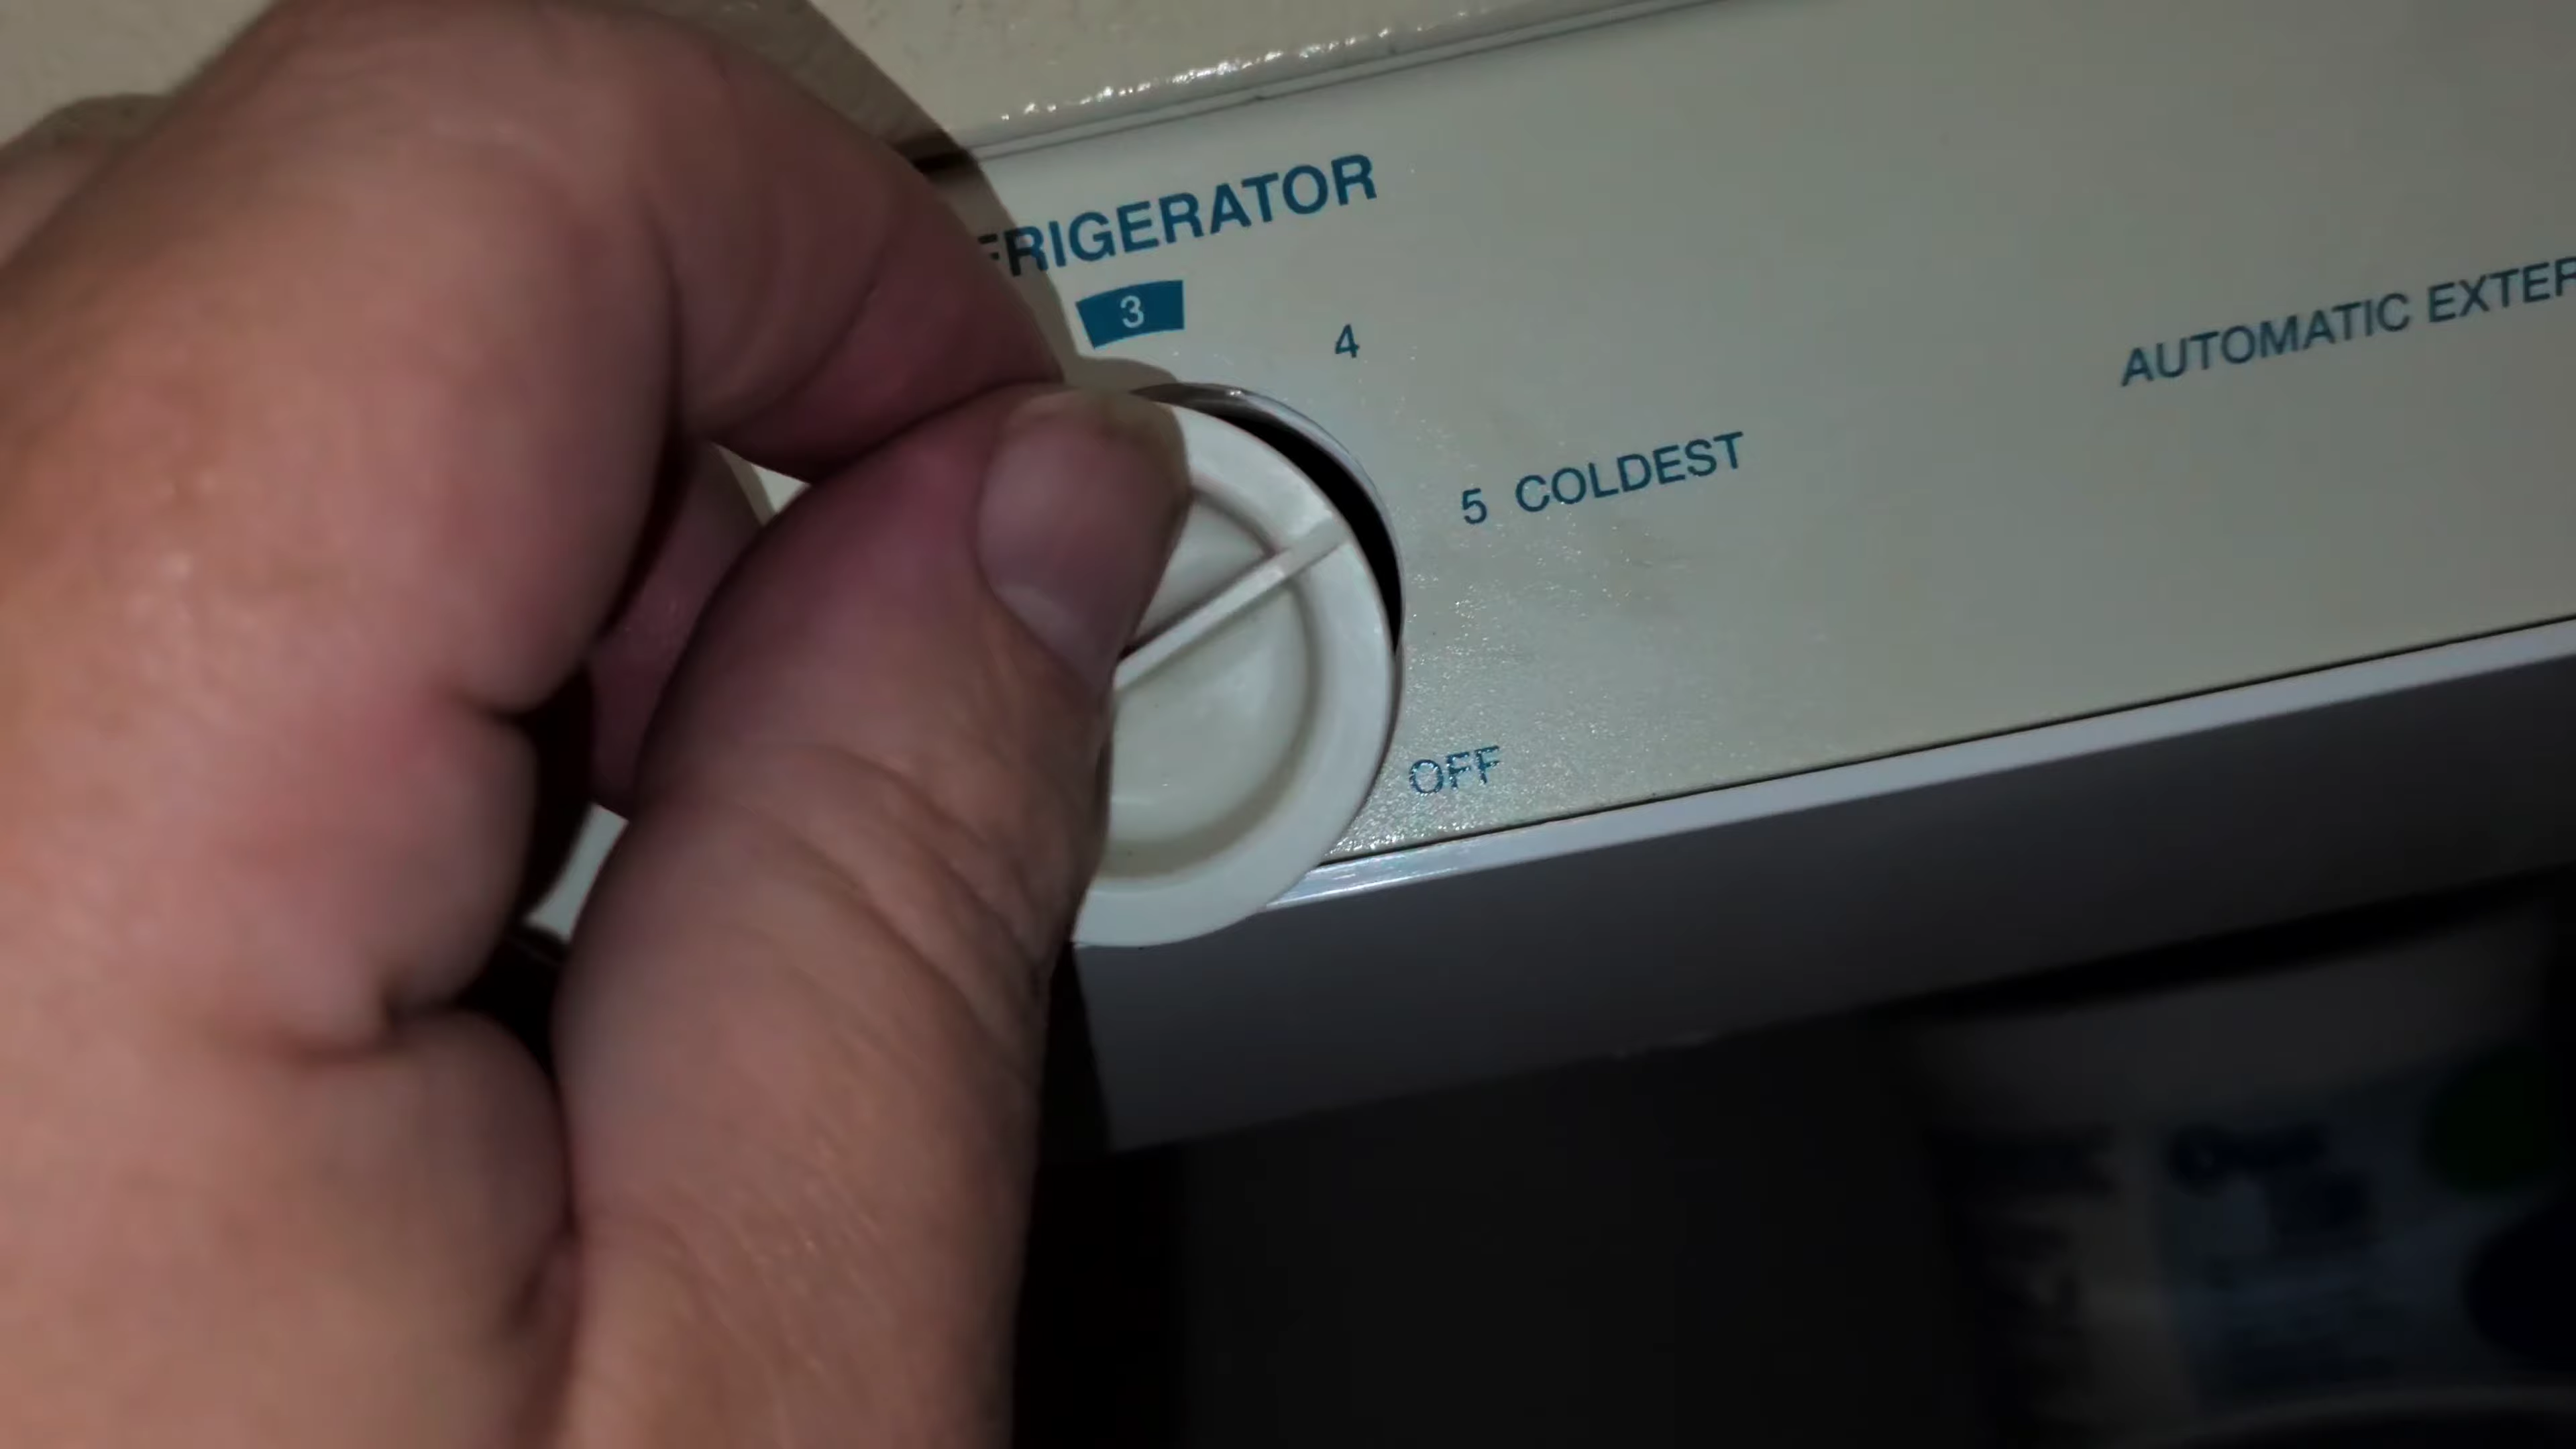 FRIGERATOR
3
4
5 COLDEST
AUTOMATIC EXTER
OFF